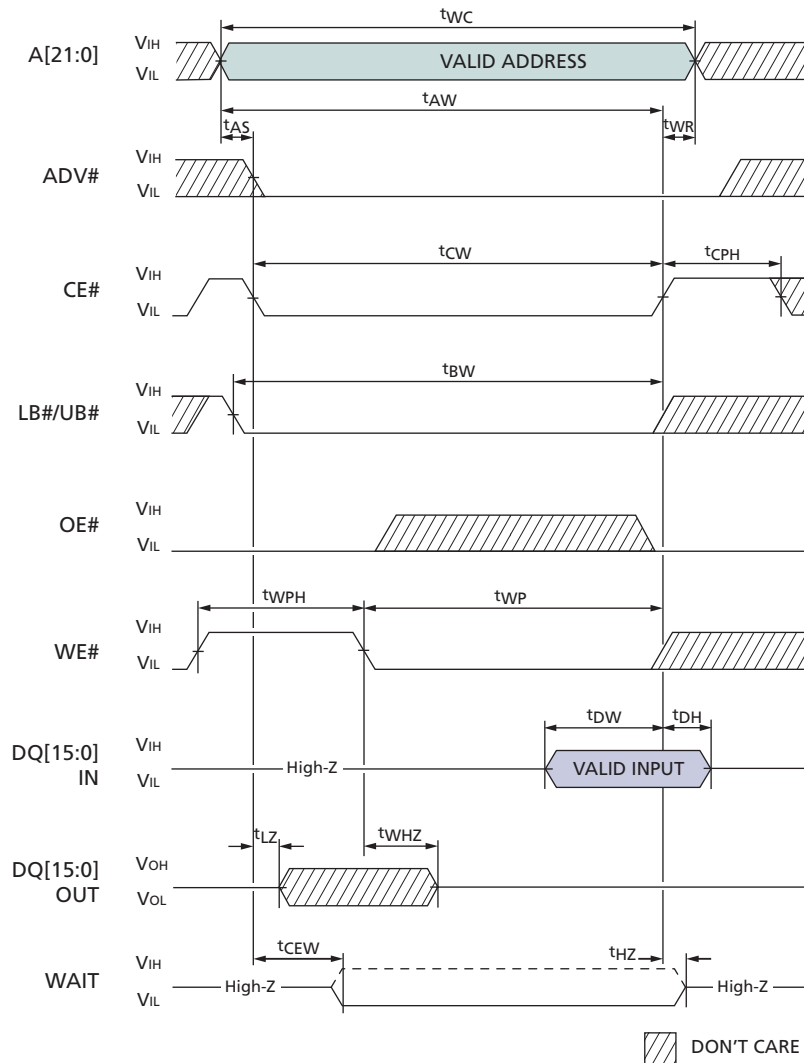 tWC
A[21:0] VIH VALID ADDRESS
VIL
tAW
tAS tWR
ADV# VIH
VIL
tCW tCPH
CE# VIH
VIL
tBW
LB#/UB# VIH
VIL
OE# VIH
VIL
tWPH tWP
WE# VIH
VIL
tDW tDH
DQ[15:0] VIH
IN VIL High-Z VALID INPUT
tLZ tWHZ
DQ[15:0] VOH
OUT VOL
tCEW tHZ
WAIT VIH
VIL High-Z High-Z
DON'T CARE